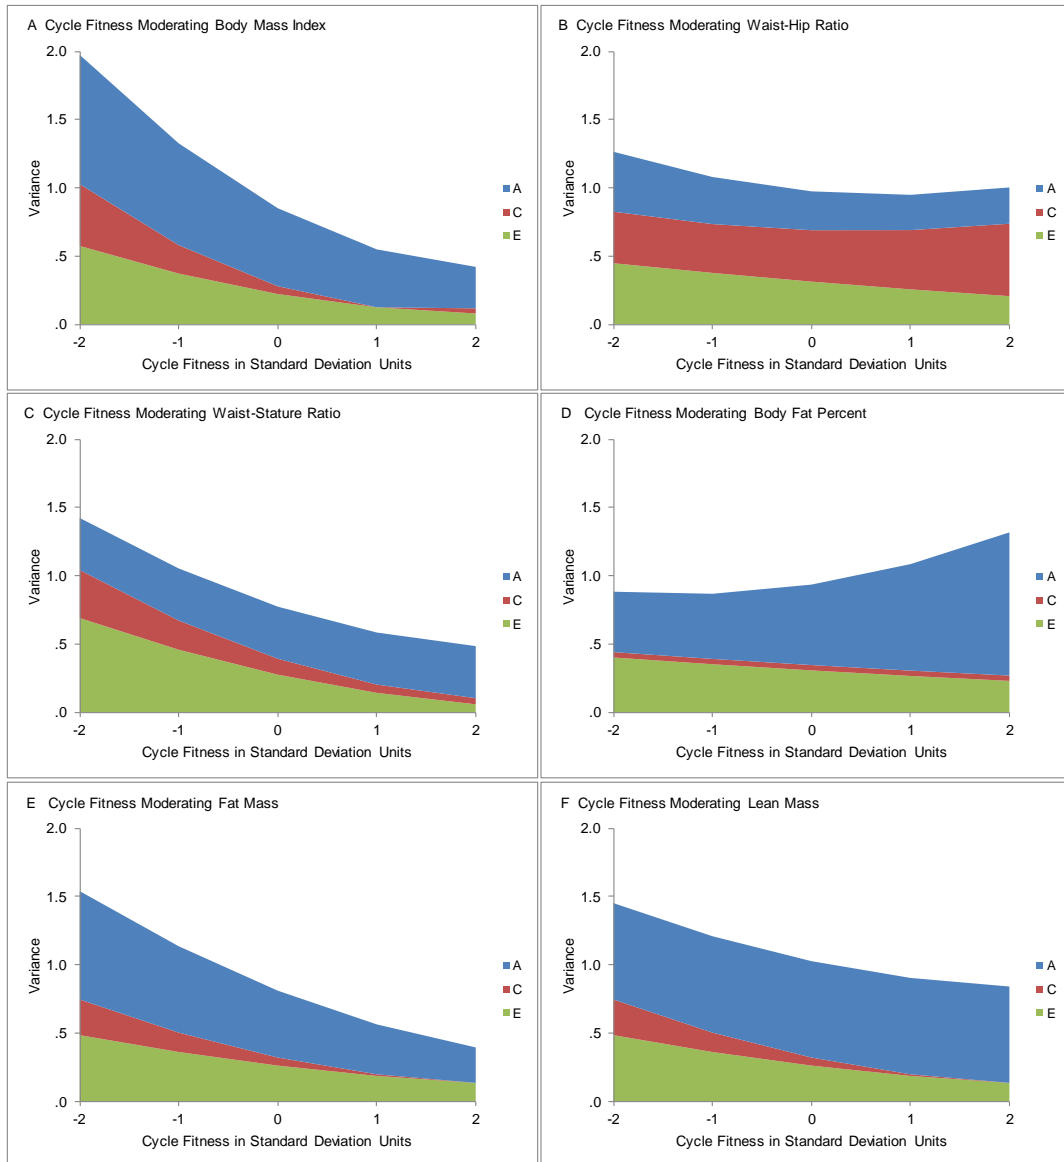 A Cycle Fitness Moderating Body Mass Index
2.0
1.5
1.0
.5
.0
Variance
-2 -1 0 1 2
Cycle Fitness in Standard Deviation Units
A
C
E
B Cycle Fitness Moderating Waist-Hip Ratio
2.0
1.5
1.0
.5
.0
Variance
-2 -1 0 1 2
Cycle Fitness in Standard Deviation Units
A
C
E
C Cycle Fitness Moderating Waist-Stature Ratio
2.0
1.5
1.0
.5
.0
Variance
-2 -1 0 1 2
Cycle Fitness in Standard Deviation Units
A
C
E
D Cycle Fitness Moderating Body Fat Percent
2.0
1.5
1.0
.5
.0
Variance
-2 -1 0 1 2
Cycle Fitness in Standard Deviation Units
A
C
E
E Cycle Fitness Moderating Fat Mass
2.0
1.5
1.0
.5
.0
Variance
-2 -1 0 1 2
Cycle Fitness in Standard Deviation Units
A
C
E
F Cycle Fitness Moderating Lean Mass
2.0
1.5
1.0
.5
.0
Variance
-2 -1 0 1 2
Cycle Fitness in Standard Deviation Units
A
C
E